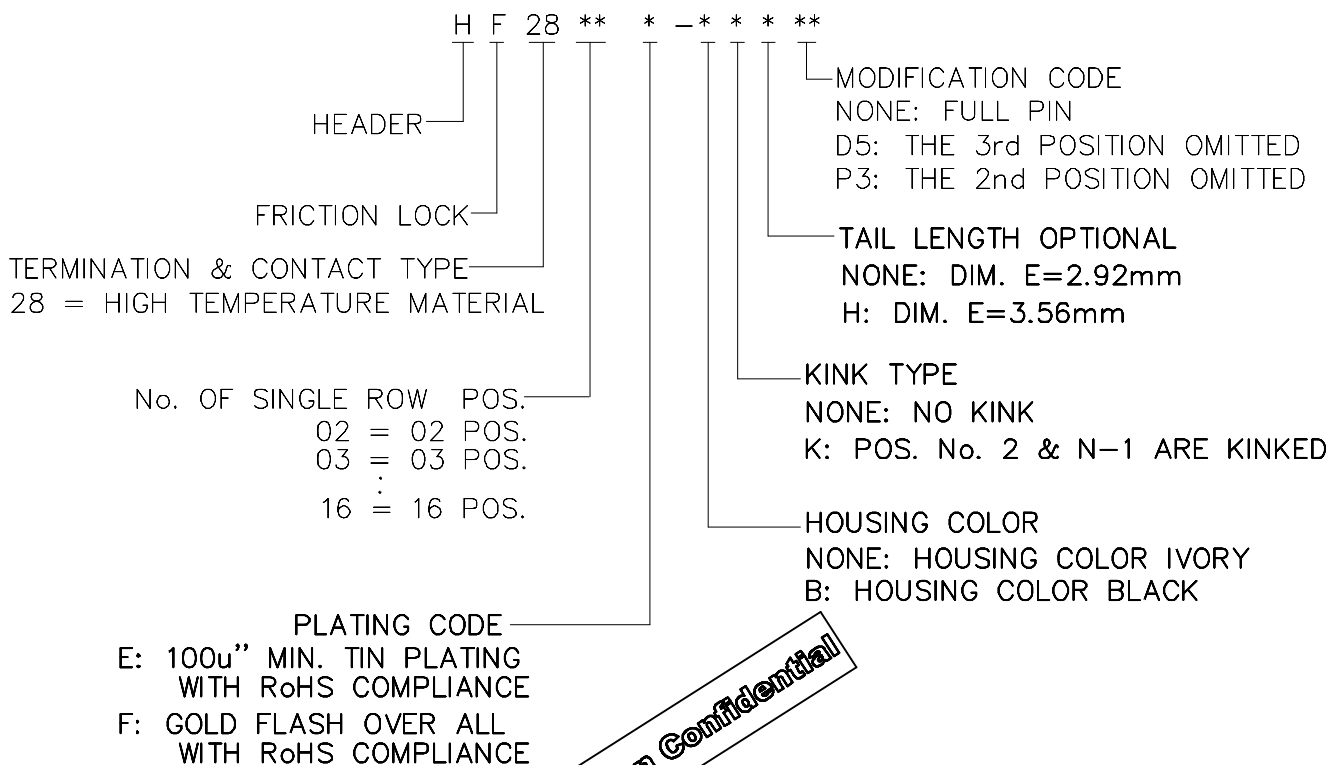 H F 28 ** * -* * * **
MODIFICATION CODE
NONE: FULL PIN
D5: THE 3rd POSITION OMITTED
P3: THE 2nd POSITION OMITTED
HEADER
FRICTION LOCK
TAIL LENGTH OPTIONAL
NONE: DIM. E=2.92mm
H: DIM. E=3.56mm
TERMINATION & CONTACT TYPE
28 = HIGH TEMPERATURE MATERIAL
KINK TYPE
NONE: NO KINK
K: POS. No. 2 & N-1 ARE KINKED
No. OF SINGLE ROW POS.
02 = 02 POS.
03 = 03 POS.
:
16 = 16 POS.
HOUSING COLOR
NONE: HOUSING COLOR IVORY
B: HOUSING COLOR BLACK
PLATING CODE
E: 100u’’ MIN. TIN PLATING
WITH RoHS COMPLIANCE
F: GOLD FLASH OVER ALL
WITH RoHS COMPLIANCE
Confidential